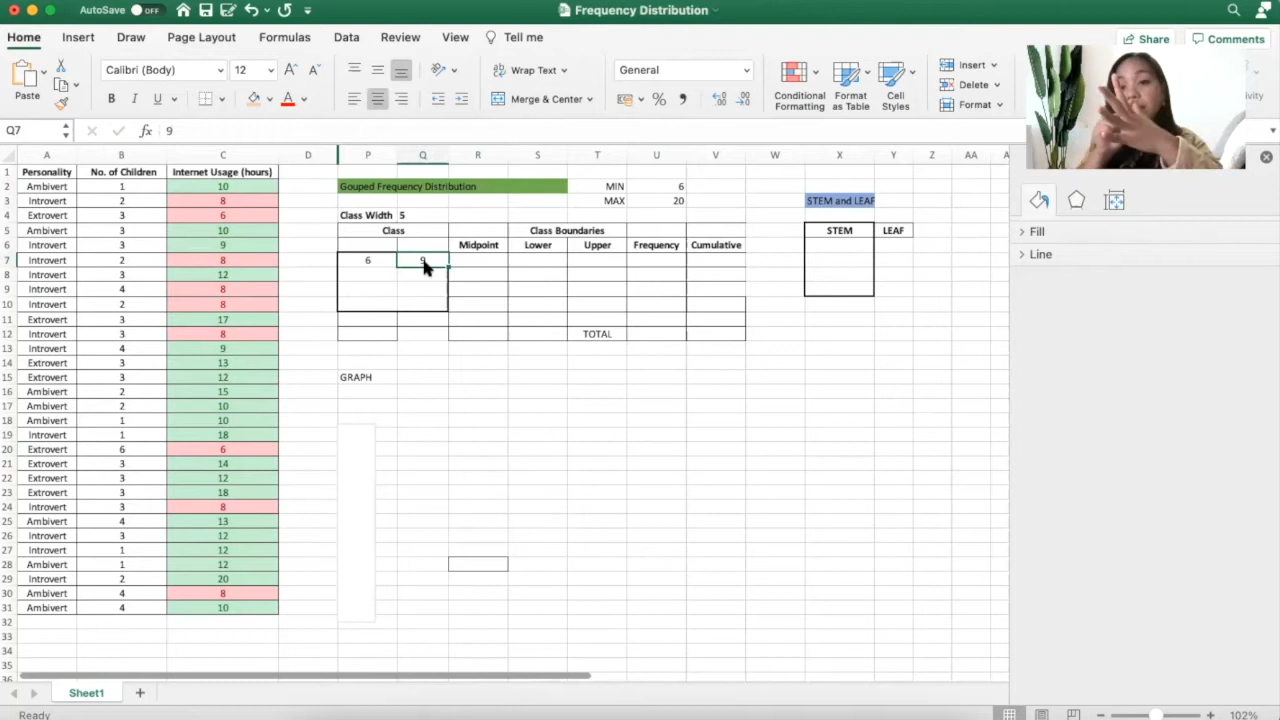 AutoSave OFF Frequency Distribution
Home Insert Draw Page Layout Formulas Data Review View Tell me Share Comments
Paste Calibri (Body) 12 Wrap Text General Insert
B I U Merge & Center Conditional Formatting Format as Table Cell Styles Delete Format
Q7 fx 9
A B C D P Q R S T U V W X Y Z AA
1 Personality No. of Children Internet Usage (hours)
2 Ambivert 1 10 Gouped Frequency Distribution MIN 6
3 Introvert 2 8 MAX 20 STEM and LEAF
4 Extrovert 3 6 Class Width 5
5 Ambivert 3 10 Class Class Boundaries STEM LEAF
6 Introvert 3 9 Midpoint Lower Upper Frequency Cumulative
7 Introvert 2 8 6 9
8 Introvert 3 12
9 Introvert 4 8
10 Introvert 2 8
11 Extrovert 3 17
12 Introvert 3 8 TOTAL
13 Introvert 4 9
14 Extrovert 3 13
15 Extrovert 3 12 GRAPH
16 Ambivert 2 15
17 Ambivert 2 10
18 Ambivert 1 10
19 Introvert 1 18
20 Extrovert 6 6
21 Extrovert 3 14
22 Extrovert 3 12
23 Extrovert 3 18
24 Introvert 3 8
25 Ambivert 4 13
26 Introvert 3 12
27 Introvert 1 12
28 Ambivert 1 12
29 Introvert 2 20
30 Ambivert 4 8
31 Ambivert 4 10
32
33
34
35
Fill
Line
Sheet1
Ready 102%